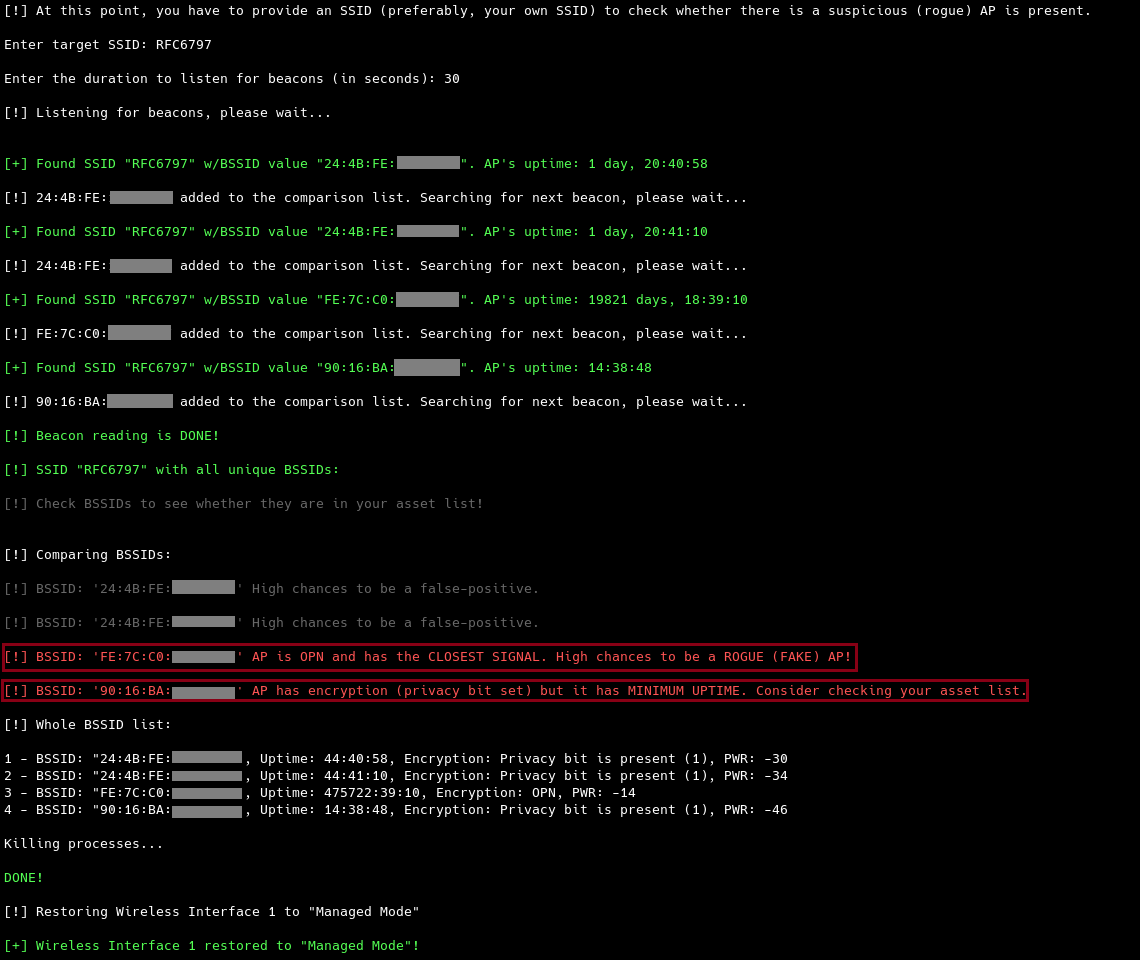 [!] At this point, you have to provide an SSID (preferably, your own SSID) to check whether there is a suspicious (rogue) AP is present.
Enter target SSID: RFC6797
Enter the duration to listen for beacons (in seconds): 30
[!] Listening for beacons, please wait...
[+] Found SSID "RFC6797" w/BSSID value "24:4B:FE: ". AP's uptime: 1 day, 20:40:58
[!] 24:4B:FE: added to the comparison list. Searching for next beacon, please wait...
[+] Found SSID "RFC6797" w/BSSID value "24:4B:FE: ". AP's uptime: 1 day, 20:41:10
[!] 24:4B:FE: added to the comparison list. Searching for next beacon, please wait...
[+] Found SSID "RFC6797" w/BSSID value "FE:7C:C0: ". AP's uptime: 19821 days, 18:39:10
[!] FE:7C:C0: added to the comparison list. Searching for next beacon, please wait...
[+] Found SSID "RFC6797" w/BSSID value "90:16:BA: ". AP's uptime: 14:38:48
[!] 90:16:BA: added to the comparison list. Searching for next beacon, please wait...
[!] Beacon reading is DONE!
[!] SSID "RFC6797" with all unique BSSIDs:
[!] Check BSSIDs to see whether they are in your asset list!
[!] Comparing BSSIDs:
[!] BSSID: '24:4B:FE: ' High chances to be a false-positive.
[!] BSSID: '24:4B:FE: ' High chances to be a false-positive.
[!] BSSID: 'FE:7C:C0: ' AP is OPN and has the CLOSEST SIGNAL. High chances to be a ROGUE (FAKE) AP!
[!] BSSID: '90:16:BA: ' AP has encryption (privacy bit set) but it has MINIMUM UPTIME. Consider checking your asset list.
[!] Whole BSSID list:
1 - BSSID: "24:4B:FE: , Uptime: 44:40:58, Encryption: Privacy bit is present (1), PWR: -30
2 - BSSID: "24:4B:FE: , Uptime: 44:41:10, Encryption: Privacy bit is present (1), PWR: -34
3 - BSSID: "FE:7C:C0: , Uptime: 475722:39:10, Encryption: OPN, PWR: -14
4 - BSSID: "90:16:BA: , Uptime: 14:38:48, Encryption: Privacy bit is present (1), PWR: -46
Killing processes...
DONE!
[!] Restoring Wireless Interface 1 to "Managed Mode"
[+] Wireless Interface 1 restored to "Managed Mode"!